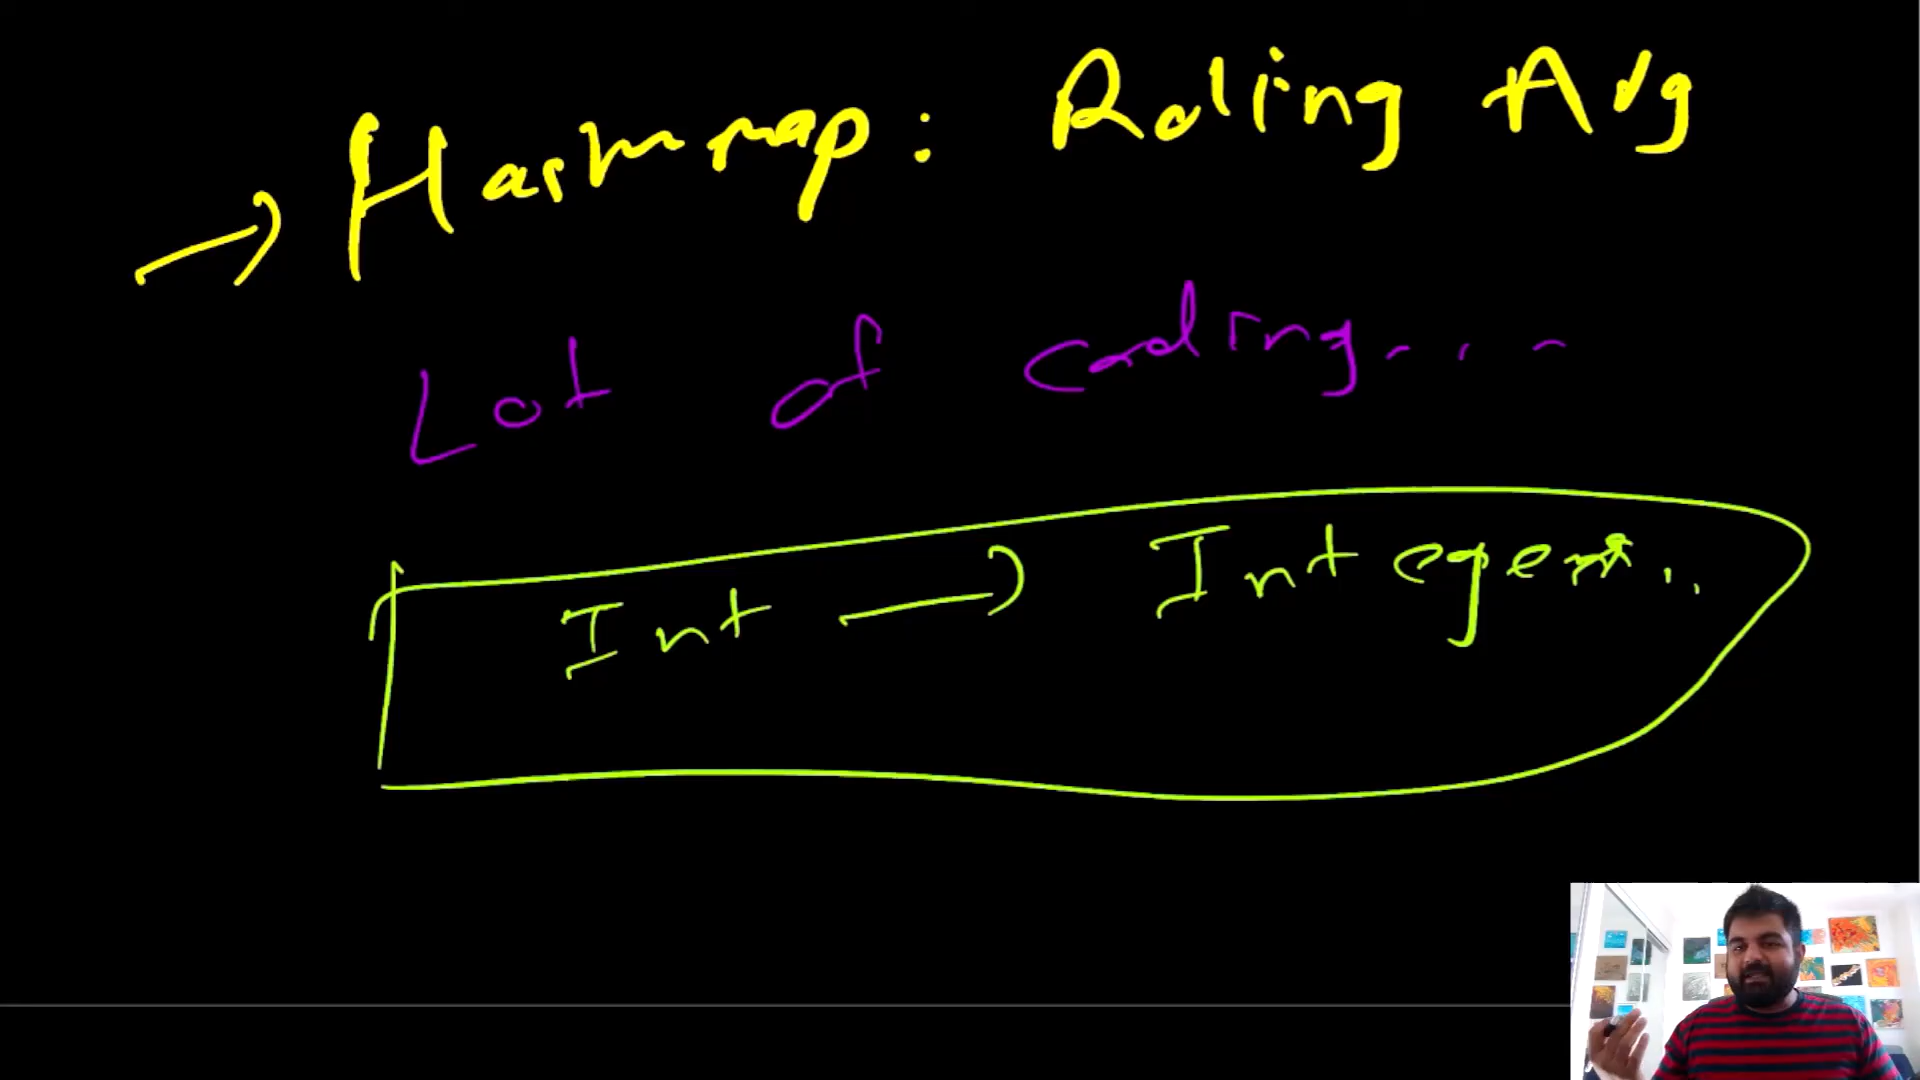 → Hashmap: Rolling Avg
Lot of coding...
Int → Integer..